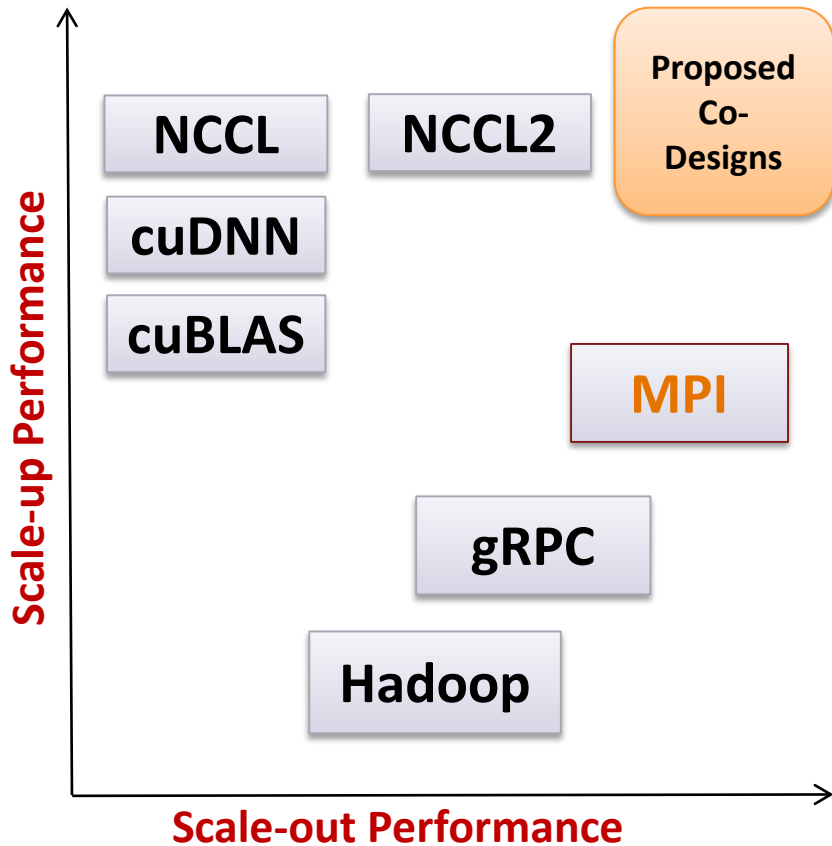 Scale-up Performance
NCCL
NCCL2
Proposed
Co-
Designs
cuDNN
cuBLAS
MPI
gRPC
Hadoop
Scale-out Performance